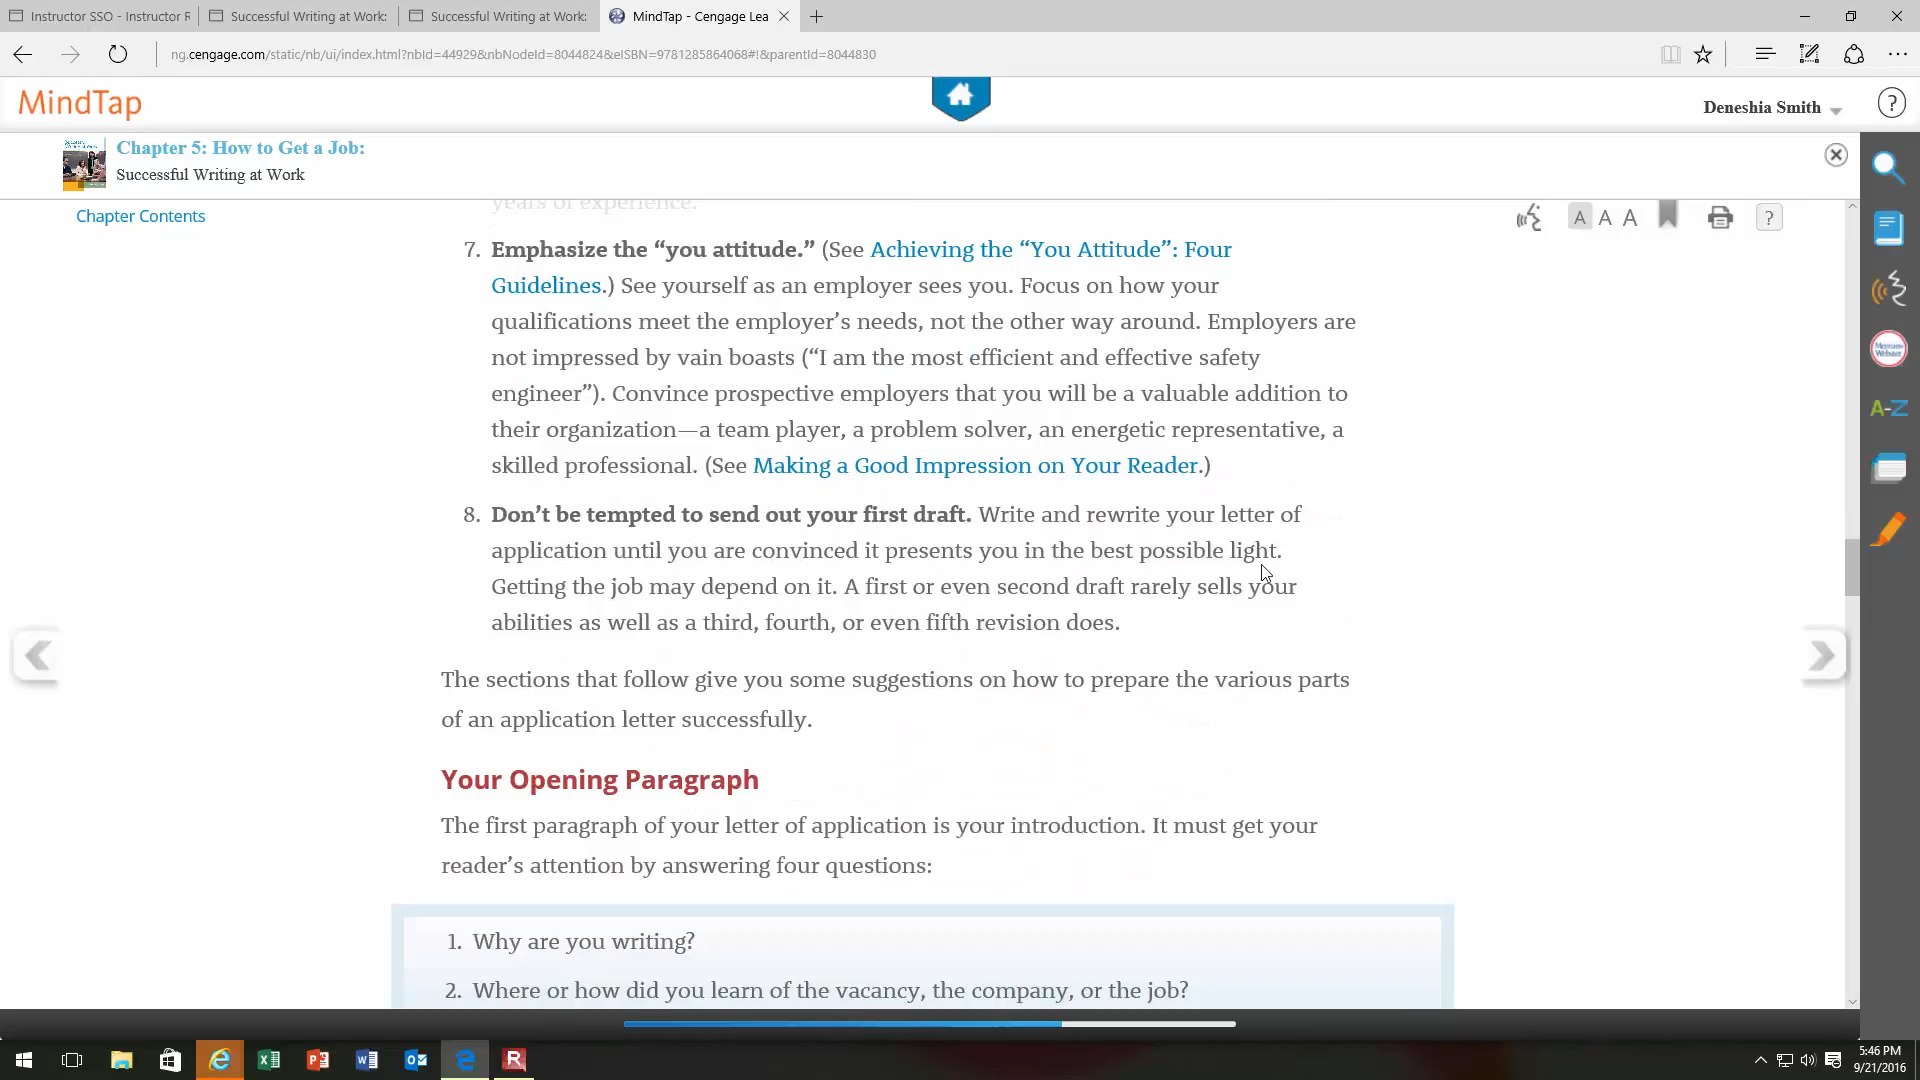 Instructor SSO - Instructor R
Successful Writing at Work:
Successful Writing at Work:
MindTap - Cengage Lea
ng.cengage.com/static/nb/ui/index.html?nbId=44929&nbNodeId=8044824&eISBN=9781285864068#!&parentId=8044830
MindTap
Deneshia Smith
?
Chapter 5: How to Get a Job:
Successful Writing at Work
Chapter Contents
A A A
?
years of experience.
7. Emphasize the “you attitude.” (See Achieving the “You Attitude”: Four
Guidelines.) See yourself as an employer sees you. Focus on how your
qualifications meet the employer’s needs, not the other way around. Employers are
not impressed by vain boasts (“I am the most efficient and effective safety
engineer”). Convince prospective employers that you will be a valuable addition to
their organization—a team player, a problem solver, an energetic representative, a
skilled professional. (See Making a Good Impression on Your Reader.)
8. Don’t be tempted to send out your first draft. Write and rewrite your letter of
application until you are convinced it presents you in the best possible light.
Getting the job may depend on it. A first or even second draft rarely sells your
abilities as well as a third, fourth, or even fifth revision does.
The sections that follow give you some suggestions on how to prepare the various parts
of an application letter successfully.
Your Opening Paragraph
The first paragraph of your letter of application is your introduction. It must get your
reader’s attention by answering four questions:
1. Why are you writing?
2. Where or how did you learn of the vacancy, the company, or the job?
A-Z
5:46 PM
9/21/2016